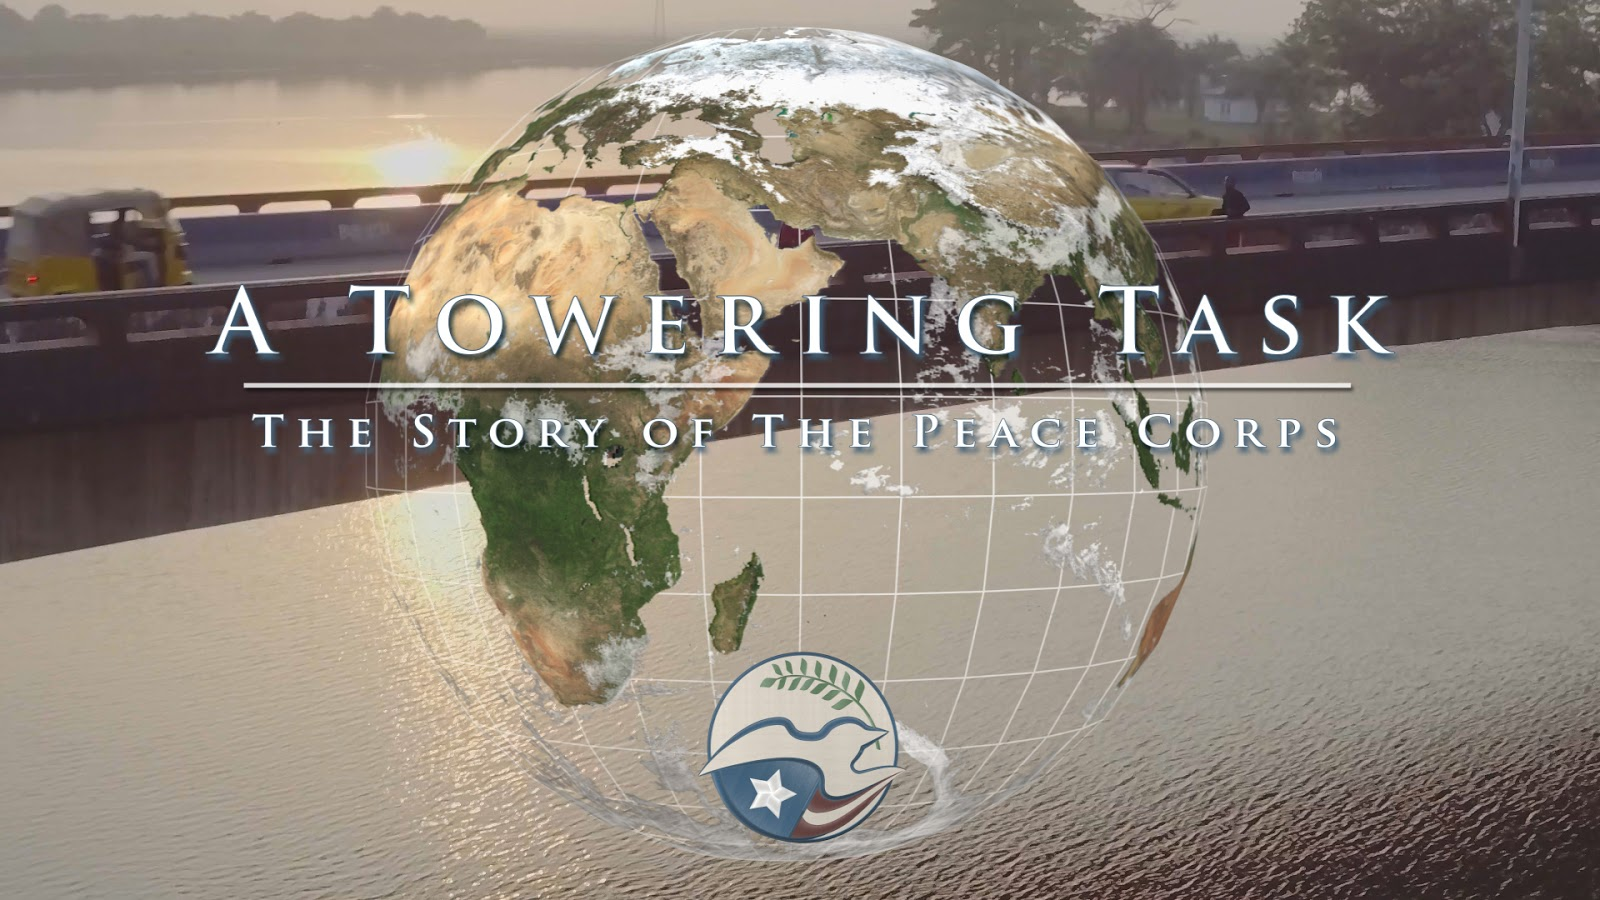 A Towering Task
The Story of The Peace Corps